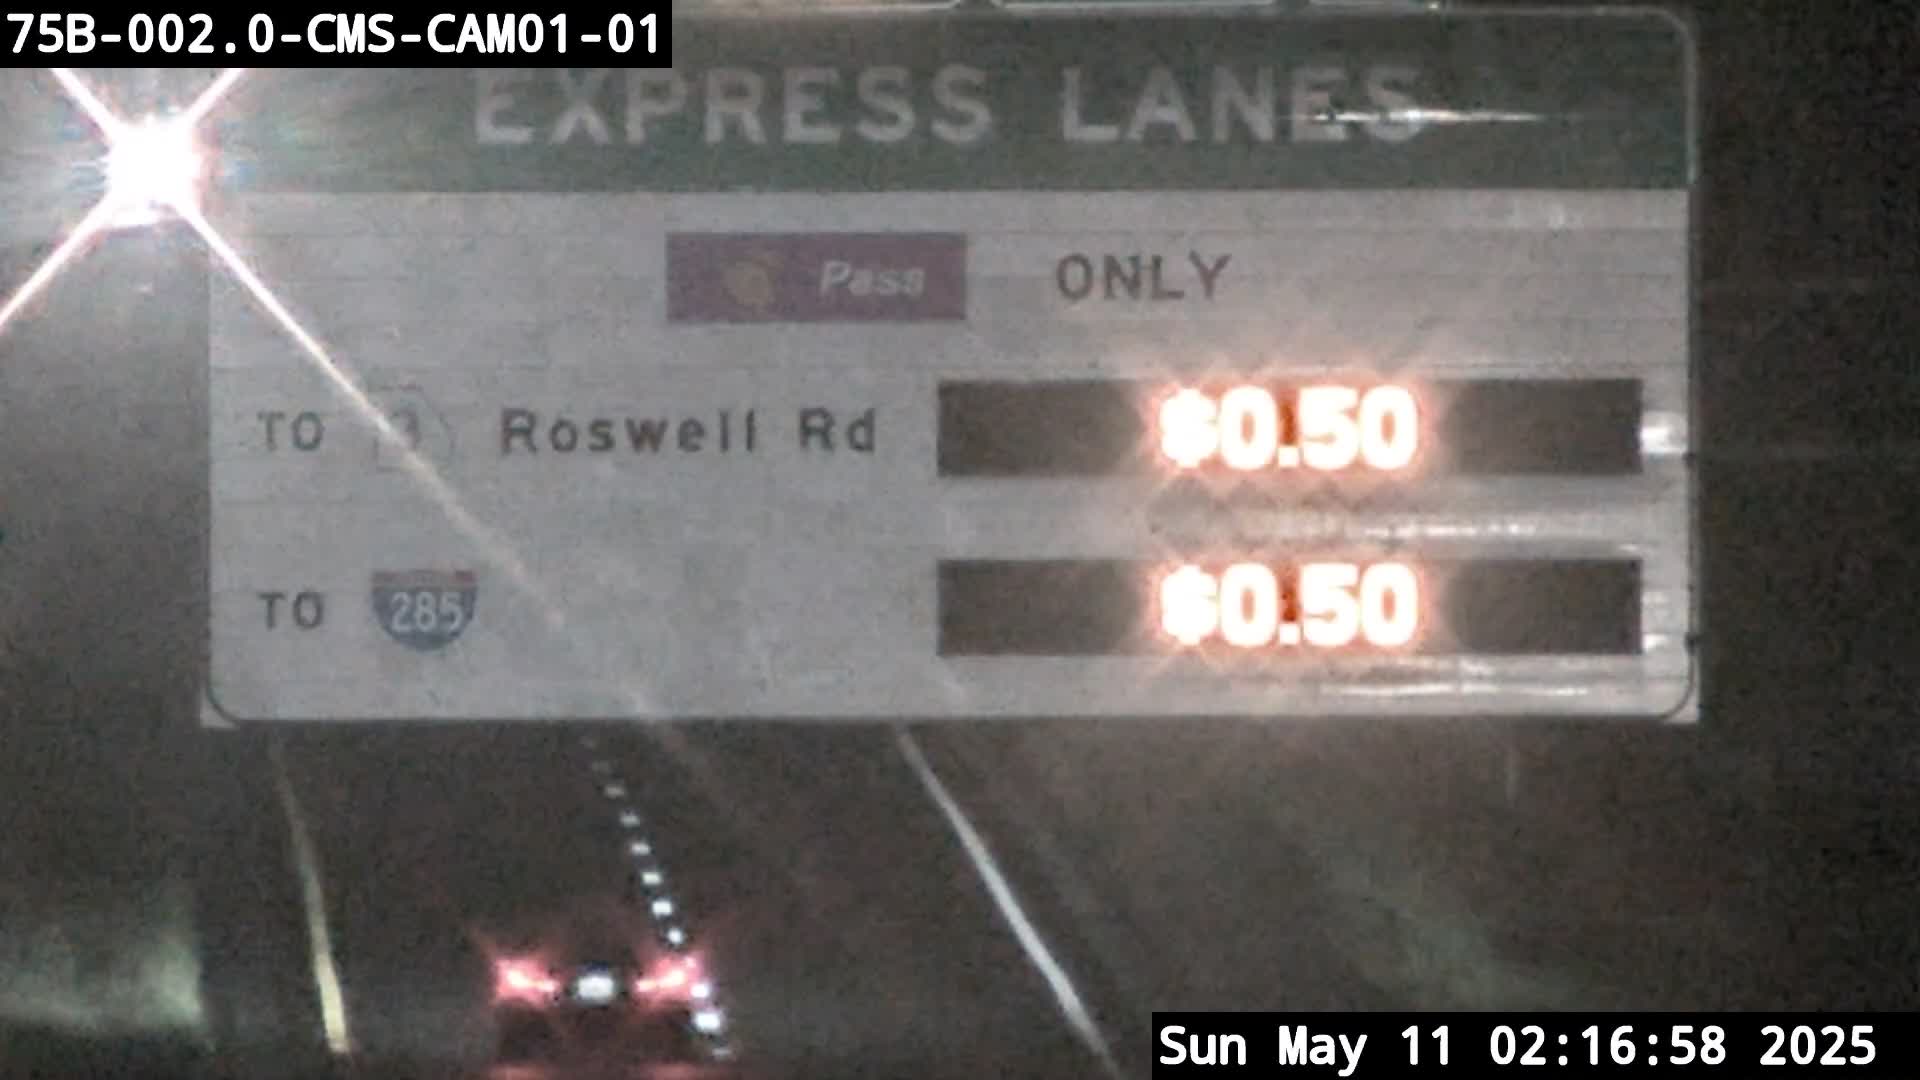 75B-002.0-CMS-CAM01-01
EXPRESS LANES
Pass ONLY
TO 3 Roswell Rd $0.50
TO 285 $0.50
Sun May 11 02:16:58 2025